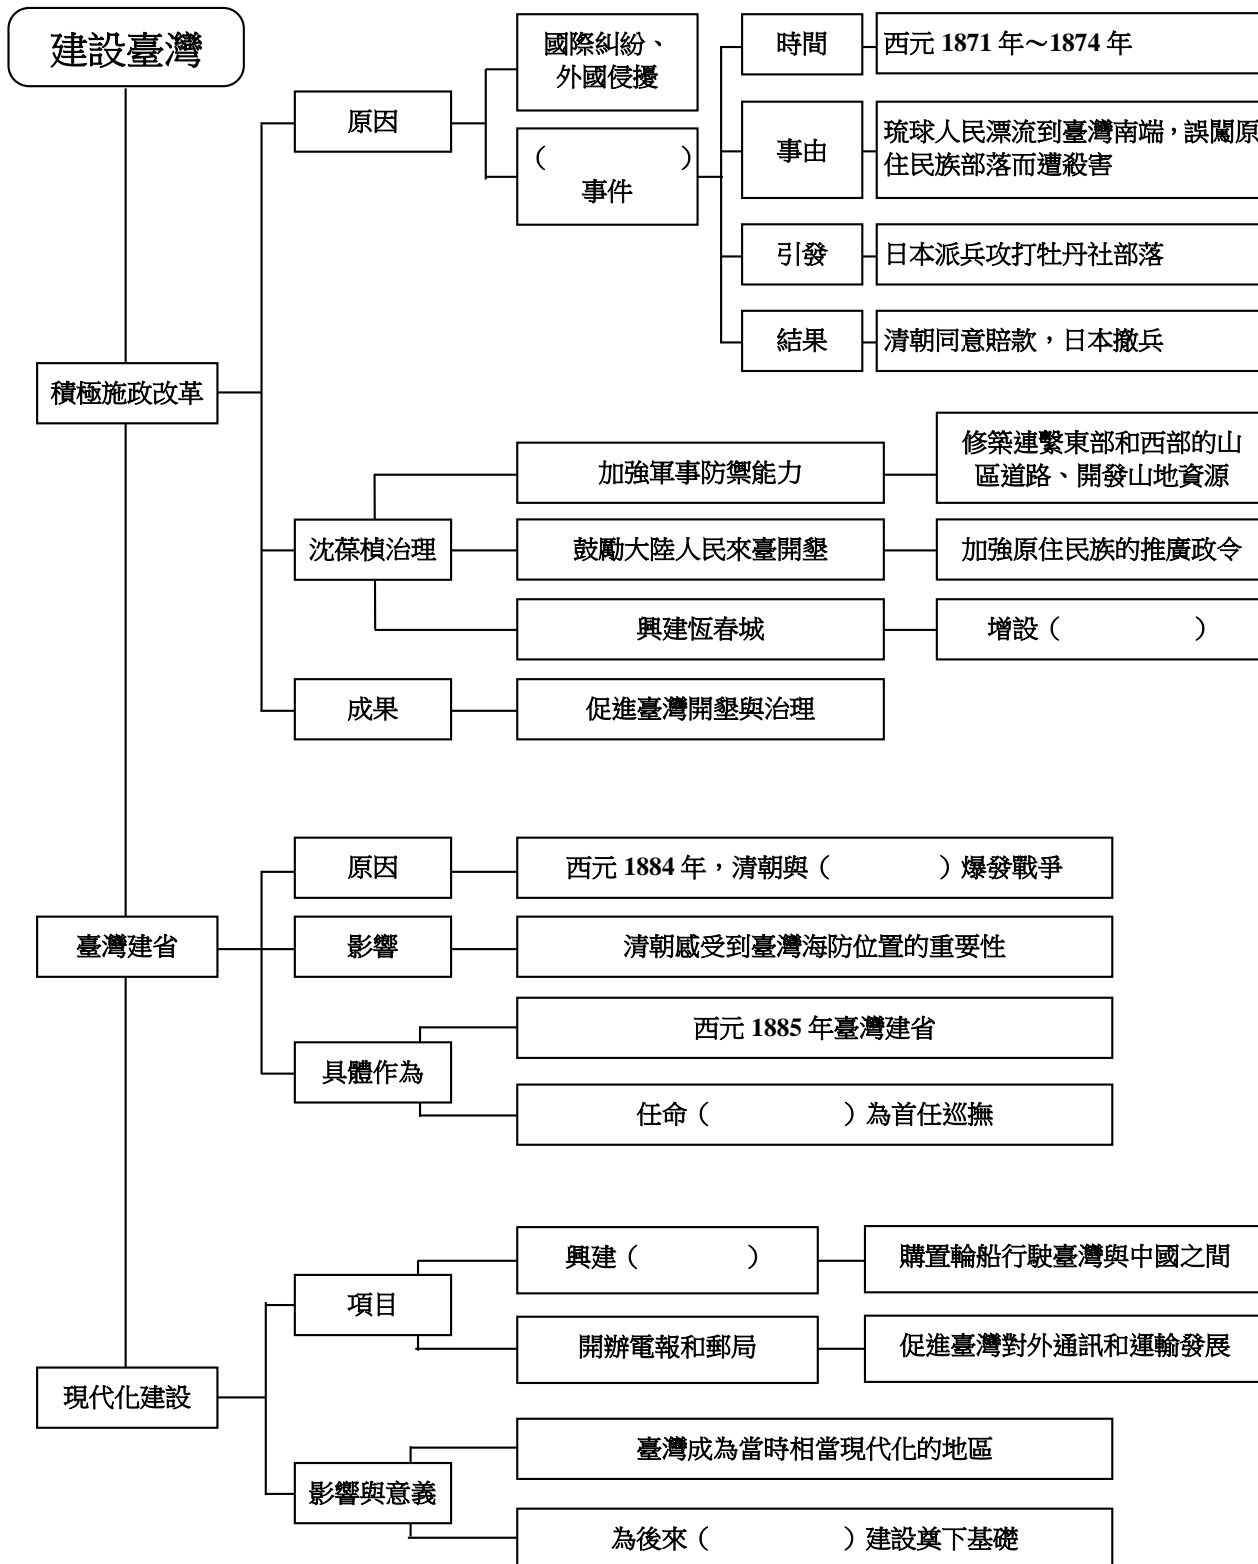 建設臺灣
積極施政改革
原因
國際糾紛、
外國侵擾
（　　　　　）
事件
時間
西元 1871 年～1874 年
事由
琉球人民漂流到臺灣南端，誤闖原
住民族部落而遭殺害
引發
日本派兵攻打牡丹社部落
結果
清朝同意賠款，日本撤兵
沈葆楨治理
加強軍事防禦能力
修築連繫東部和西部的山
區道路、開發山地資源
鼓勵大陸人民來臺開墾
加強原住民族的推廣政令
興建恆春城
增設（　　　　　）
成果
促進臺灣開墾與治理
臺灣建省
原因
西元 1884 年，清朝與（　　　　）爆發戰爭
影響
清朝感受到臺灣海防位置的重要性
具體作為
西元 1885 年臺灣建省
任命（　　　　　）為首任巡撫
現代化建設
項目
興建（　　　　）
購置輪船行駛臺灣與中國之間
開辦電報和郵局
促進臺灣對外通訊和運輸發展
影響與意義
臺灣成為當時相當現代化的地區
為後來（　　　　　）建設奠下基礎